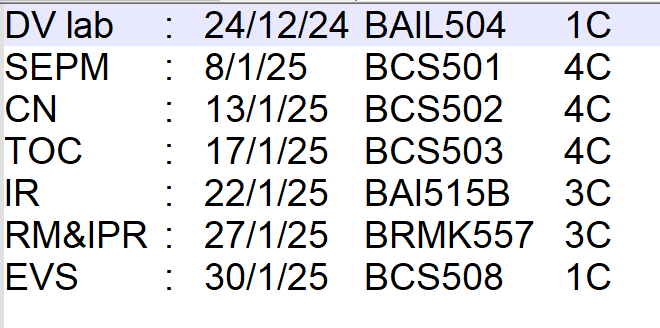 DV lab : 24/12/24 BAIL504 1C
SEPM : 8/1/25 BCS501 4C
CN : 13/1/25 BCS502 4C
TOC : 17/1/25 BCS503 4C
IR : 22/1/25 BAI515B 3C
RM&IPR : 27/1/25 BRMK557 3C
EVS : 30/1/25 BCS508 1C